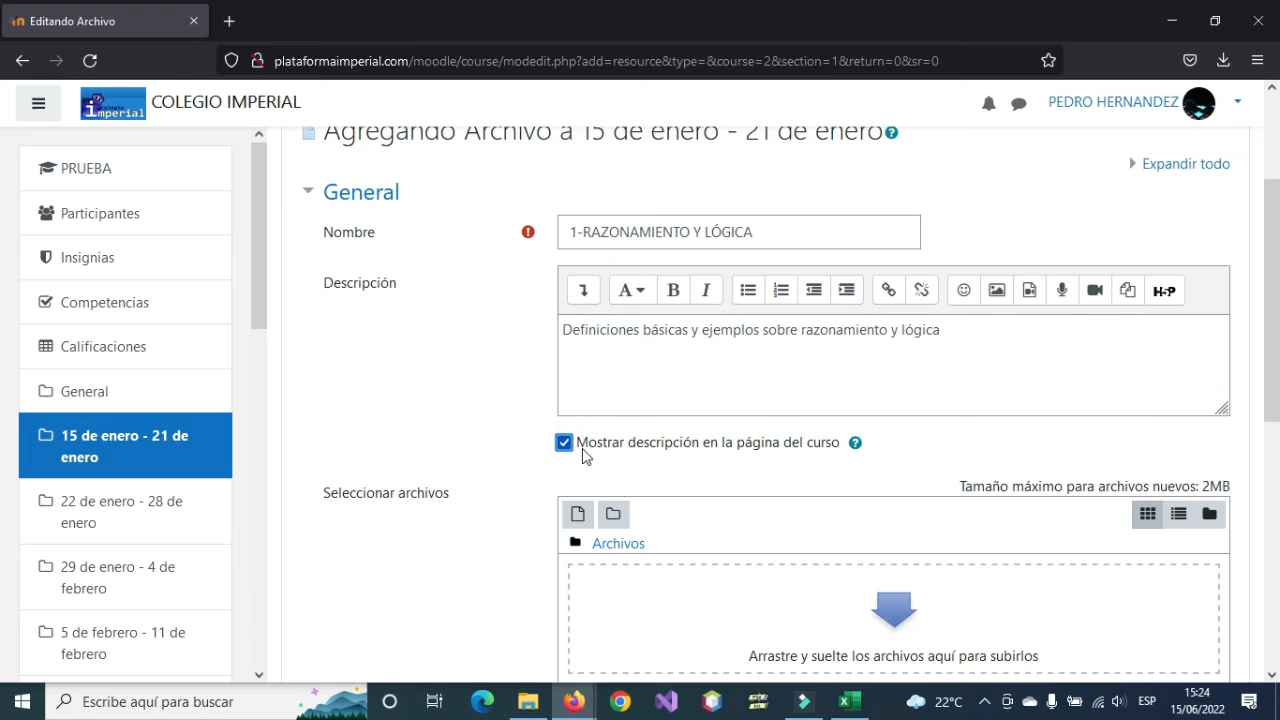 Editando Archivo
plataformaimperial.com/moodle/course/modedit.php?add=resource&type=&course=2&section=1&return=0&sr=0
imperial
COLEGIO IMPERIAL
PEDRO HERNANDEZ
PRUEBA
Participantes
Insignias
Competencias
Calificaciones
General
15 de enero - 21 de
enero
22 de enero - 28 de
enero
29 de enero - 4 de
febrero
5 de febrero - 11 de
febrero
Agregando Archivo a 15 de enero - 21 de enero
Expandir todo
General
Nombre
1-RAZONAMIENTO Y LÓGICA
Descripción
A B I
H-P
Definiciones básicas y ejemplos sobre razonamiento y lógica
Mostrar descripción en la página del curso
Seleccionar archivos
Tamaño máximo para archivos nuevos: 2MB
Archivos
Arrastre y suelte los archivos aquí para subirlos
Escribe aquí para buscar
22°C
ESP
15:24
15/06/2022